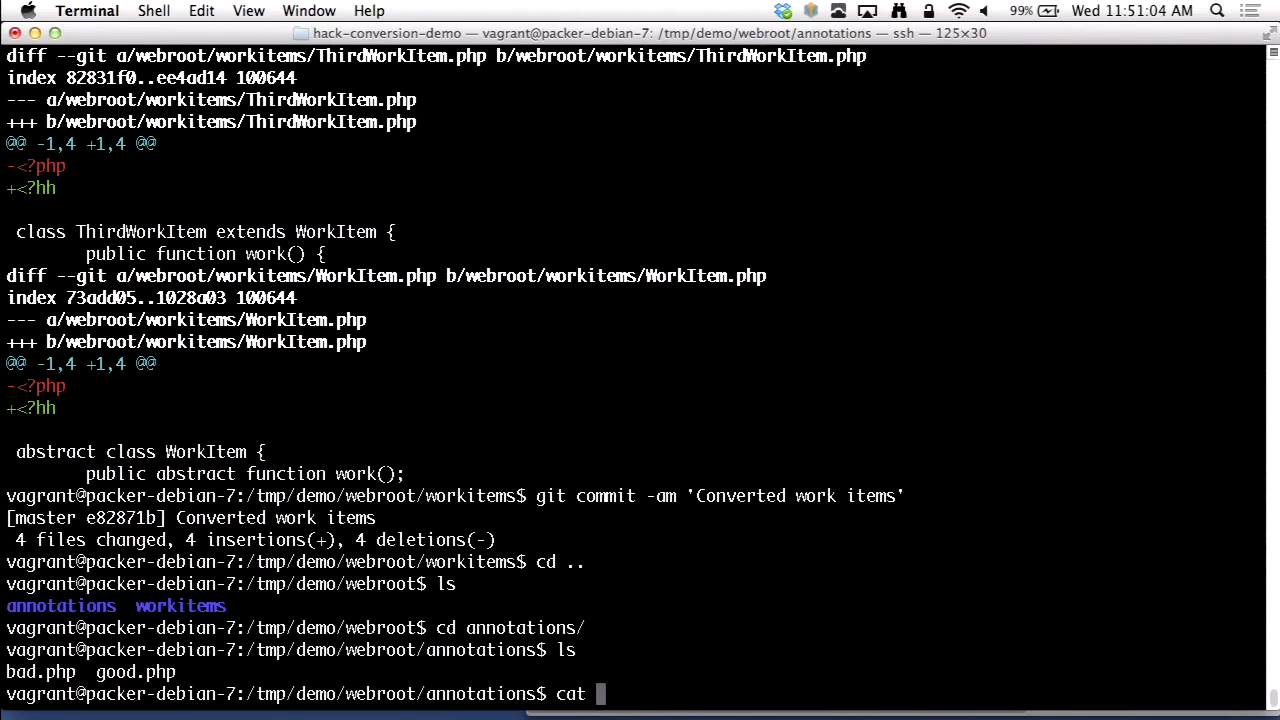 Terminal Shell Edit View Window Help 99% Wed 11:51:04 AM
hack-conversion-demo — vagrant@packer-debian-7: /tmp/demo/webroot/annotations — ssh — 125×30
diff --git a/webroot/workitems/ThirdWorkItem.php b/webroot/workitems/ThirdWorkItem.php
index 82831f0..ee4ad14 100644
--- a/webroot/workitems/ThirdWorkItem.php
+++ b/webroot/workitems/ThirdWorkItem.php
@@ -1,4 +1,4 @@
-<?php
+<?hh
class ThirdWorkItem extends WorkItem {
public function work() {
diff --git a/webroot/workitems/WorkItem.php b/webroot/workitems/WorkItem.php
index 73add05..1028a03 100644
--- a/webroot/workitems/WorkItem.php
+++ b/webroot/workitems/WorkItem.php
@@ -1,4 +1,4 @@
-<?php
+<?hh
abstract class WorkItem {
public abstract function work();
vagrant@packer-debian-7:/tmp/demo/webroot/workitems$ git commit -am 'Converted work items'
[master e82871b] Converted work items
4 files changed, 4 insertions(+), 4 deletions(-)
vagrant@packer-debian-7:/tmp/demo/webroot/workitems$ cd ..
vagrant@packer-debian-7:/tmp/demo/webroot$ ls
annotations workitems
vagrant@packer-debian-7:/tmp/demo/webroot$ cd annotations/
vagrant@packer-debian-7:/tmp/demo/webroot/annotations$ ls
bad.php good.php
vagrant@packer-debian-7:/tmp/demo/webroot/annotations$ cat